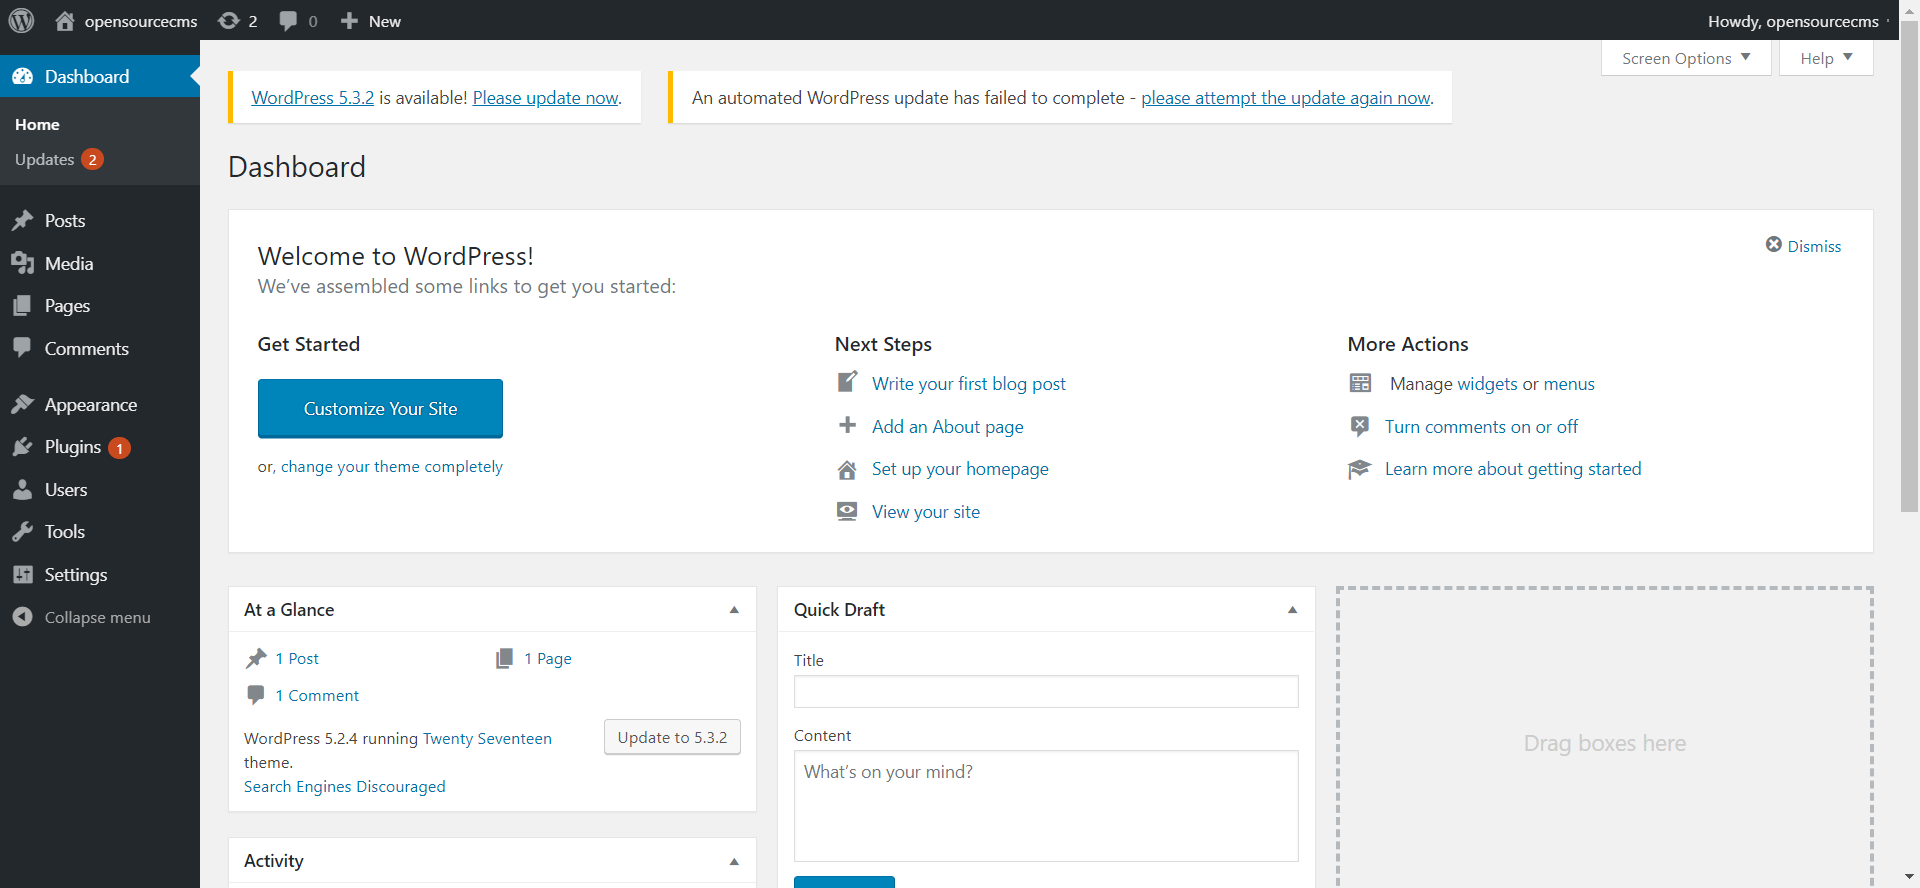 opensourcecms 2 0 New Howdy, opensourcecms
Dashboard
Home
Updates 2
Posts
Media
Pages
Comments
Appearance
Plugins 1
Users
Tools
Settings
Collapse menu
Screen Options Help
WordPress 5.3.2 is available! Please update now.
An automated WordPress update has failed to complete - please attempt the update again now.
Dashboard
Welcome to WordPress!
We’ve assembled some links to get you started:
Dismiss
Get Started
Customize Your Site
or, change your theme completely
Next Steps
Write your first blog post
Add an About page
Set up your homepage
View your site
More Actions
Manage widgets or menus
Turn comments on or off
Learn more about getting started
At a Glance
1 Post 1 Page
1 Comment
WordPress 5.2.4 running Twenty Seventeen
theme.
Update to 5.3.2
Search Engines Discouraged
Activity
Quick Draft
Title
Content
What’s on your mind?
Drag boxes here